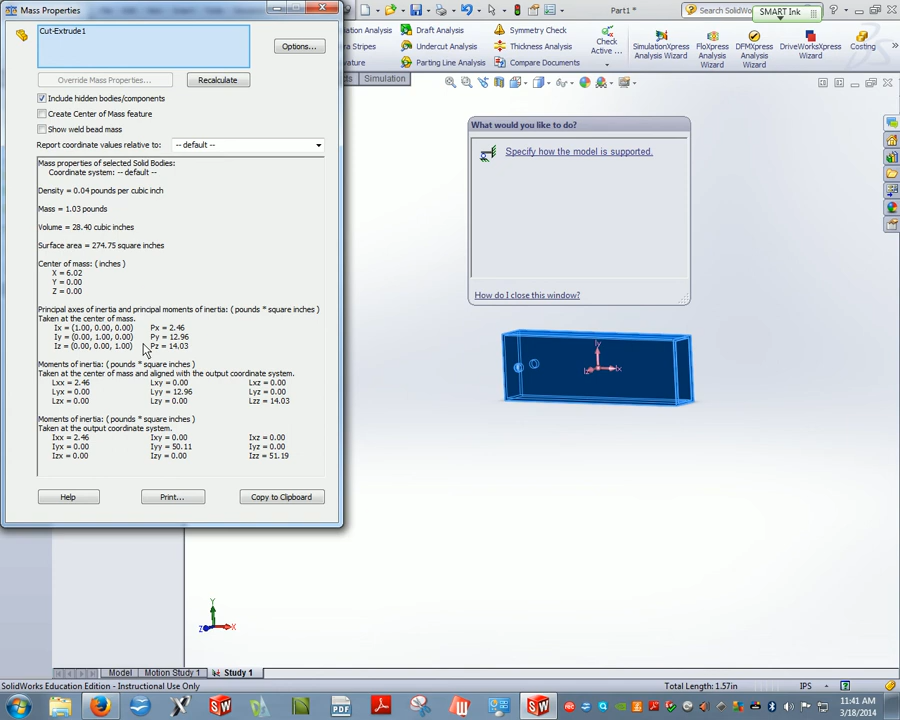 Mass Properties
Part1 *
Search SolidWo
SMART Ink
Cut-Extrude1
Options...
Override Mass Properties...
Recalculate
Include hidden bodies/components
Create Center of Mass feature
Show weld bead mass
Report coordinate values relative to:
-- default --
Mass properties of selected Solid Bodies:
Coordinate system: -- default --
Density = 0.04 pounds per cubic inch
Mass = 1.03 pounds
Volume = 28.40 cubic inches
Surface area = 274.75 square inches
Center of mass: ( inches )
X = 6.02
Y = 0.00
Z = 0.00
Principal axes of inertia and principal moments of inertia: ( pounds * square inches )
Taken at the center of mass.
Ix = (1.00, 0.00, 0.00) Px = 2.46
Iy = (0.00, 1.00, 0.00) Py = 12.96
Iz = (0.00, 0.00, 1.00) Pz = 14.03
Moments of inertia: ( pounds * square inches )
Taken at the center of mass and aligned with the output coordinate system.
Lxx = 2.46 Lxy = 0.00 Lxz = 0.00
Lyx = 0.00 Lyy = 12.96 Lyz = 0.00
Lzx = 0.00 Lzy = 0.00 Lzz = 14.03
Moments of inertia: ( pounds * square inches )
Taken at the output coordinate system.
Ixx = 2.46 Ixy = 0.00 Ixz = 0.00
Iyx = 0.00 Iyy = 50.11 Iyz = 0.00
Izx = 0.00 Izy = 0.00 Izz = 51.19
Help
Print...
Copy to Clipboard
ation Analysis
Draft Analysis
Symmetry Check
a Stripes
Undercut Analysis
Thickness Analysis
vature
Parting Line Analysis
Compare Documents
Check
Active ...
SimulationXpress
Analysis Wizard
FloXpress
Analysis
Wizard
DFMXpress
Analysis
Wizard
DriveWorksXpress
Wizard
Costing
cts
Simulation
What would you like to do?
Specify how the model is supported.
How do I close this window?
Iy
Iz
Ix
Y
Z
X
Model
Motion Study 1
Study 1
SolidWorks Education Edition - Instructional Use Only
Total Length: 1.57in
IPS
PDF
11:41 AM
3/18/2014